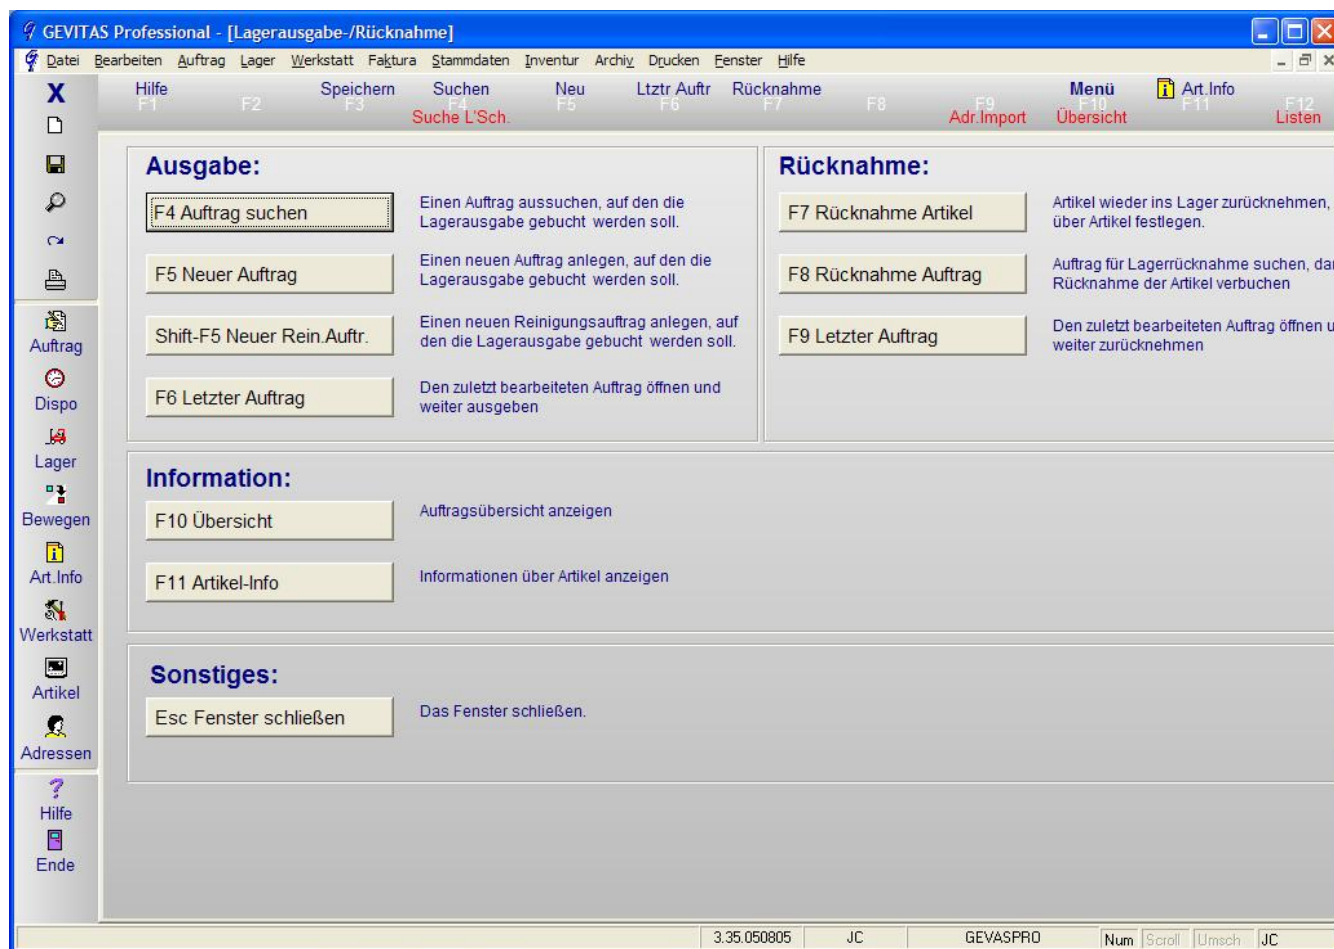 GEVITAS Professional - [Lagerausgabe-/Rücknahme]
Datei Bearbeiten Auftrag Lager Werkstatt Faktura Stammdaten Inventur Archiv Drucken Fenster Hilfe
X Hilfe Speichern Suchen Neu Ltztr Auftr Rücknahme Menü Art.Info
F1 F2 F3 F4 F5 F6 F7 F8 F9 F10 F11 F12
Suche L'Sch. Adr.Import Übersicht Listen
Auftrag
Dispo
Lager
Bewegen
Art.Info
Werkstatt
Artikel
Adressen
Hilfe
Ende
Ausgabe:
F4 Auftrag suchen
Einen Auftrag aussuchen, auf den die
Lagerausgabe gebucht werden soll.
F5 Neuer Auftrag
Einen neuen Auftrag anlegen, auf den die
Lagerausgabe gebucht werden soll.
Shift-F5 Neuer Rein.Auftr.
Einen neuen Reinigungsauftrag anlegen, auf
den die Lagerausgabe gebucht werden soll.
F6 Letzter Auftrag
Den zuletzt bearbeiteten Auftrag öffnen und
weiter ausgeben
Rücknahme:
F7 Rücknahme Artikel
Artikel wieder ins Lager zurücknehmen,
über Artikel festlegen.
F8 Rücknahme Auftrag
Auftrag für Lagerrücknahme suchen,
Rücknahme der Artikel verbuchen
F9 Letzter Auftrag
Den zuletzt bearbeiteten Auftrag öffnen
weiter zurücknehmen
Information:
F10 Übersicht
Auftragsübersicht anzeigen
F11 Artikel-Info
Informationen über Artikel anzeigen
Sonstiges:
Esc Fenster schließen
Das Fenster schließen.
3.35.050805 JC GEVASPRO Num Scroll Umsch JC